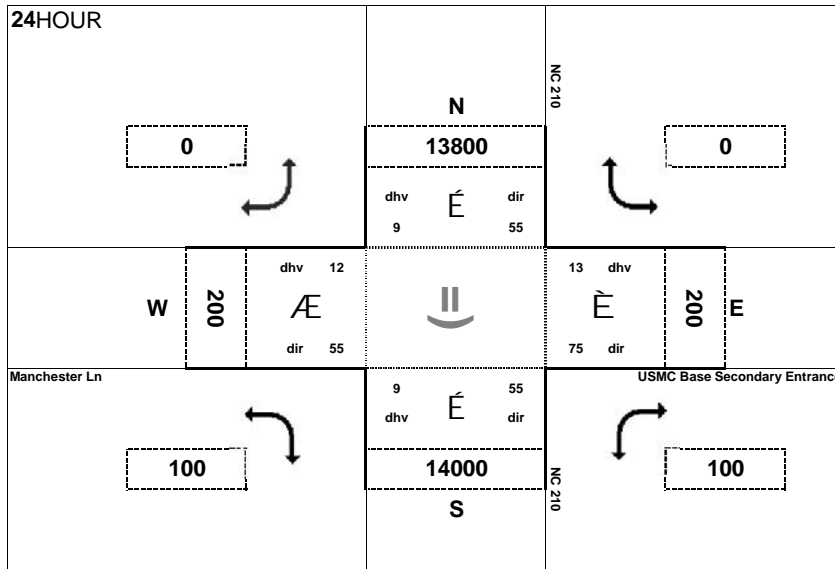 24HOUR
NC 210
N
0
13800
0
dhv É dir
9 55
dhv 12
13 dhv
W
200
Æ
=)
È
200
E
dir 55
75 dir
Manchester Ln
USMC Base Secondary Entrance
9 55
dhv É dir
100
14000
100
NC 210
S